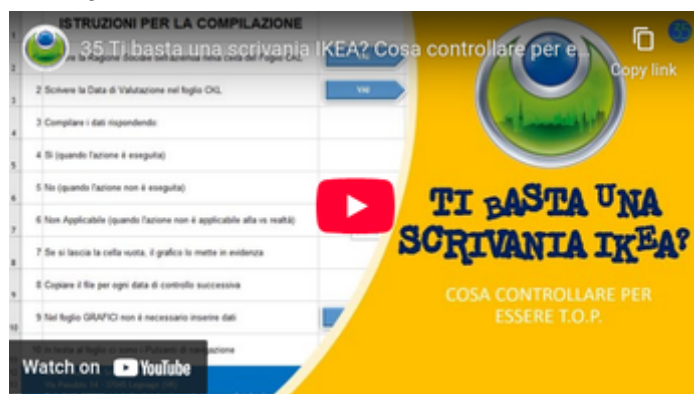 ISTRUZIONI PER LA COMPILAZIONE
35 Ti basta una scrivania IKEA? Cosa controllare per e...
Copy link
2 Scrivere la Data di Valutazione nel foglio CKL
VAI
3 Compilare i dati rispondendo:
4 Si (quando l'azione è eseguita)
5 No (quando l'azione non è eseguita)
6 Non Applicabile (quando l'azione non è applicabile alla vs realtà)
7 Se si lascia la cella vuota, il grafico lo mette in evidenza
8 Copiare il file per ogni data di controllo successiva
9 Nel foglio GRAFICI non è necessario inserire dati
TI BASTA UNA
SCRIVANIA IKEA?
COSA CONTROLLARE PER
ESSERE T.O.P.
Watch on YouTube